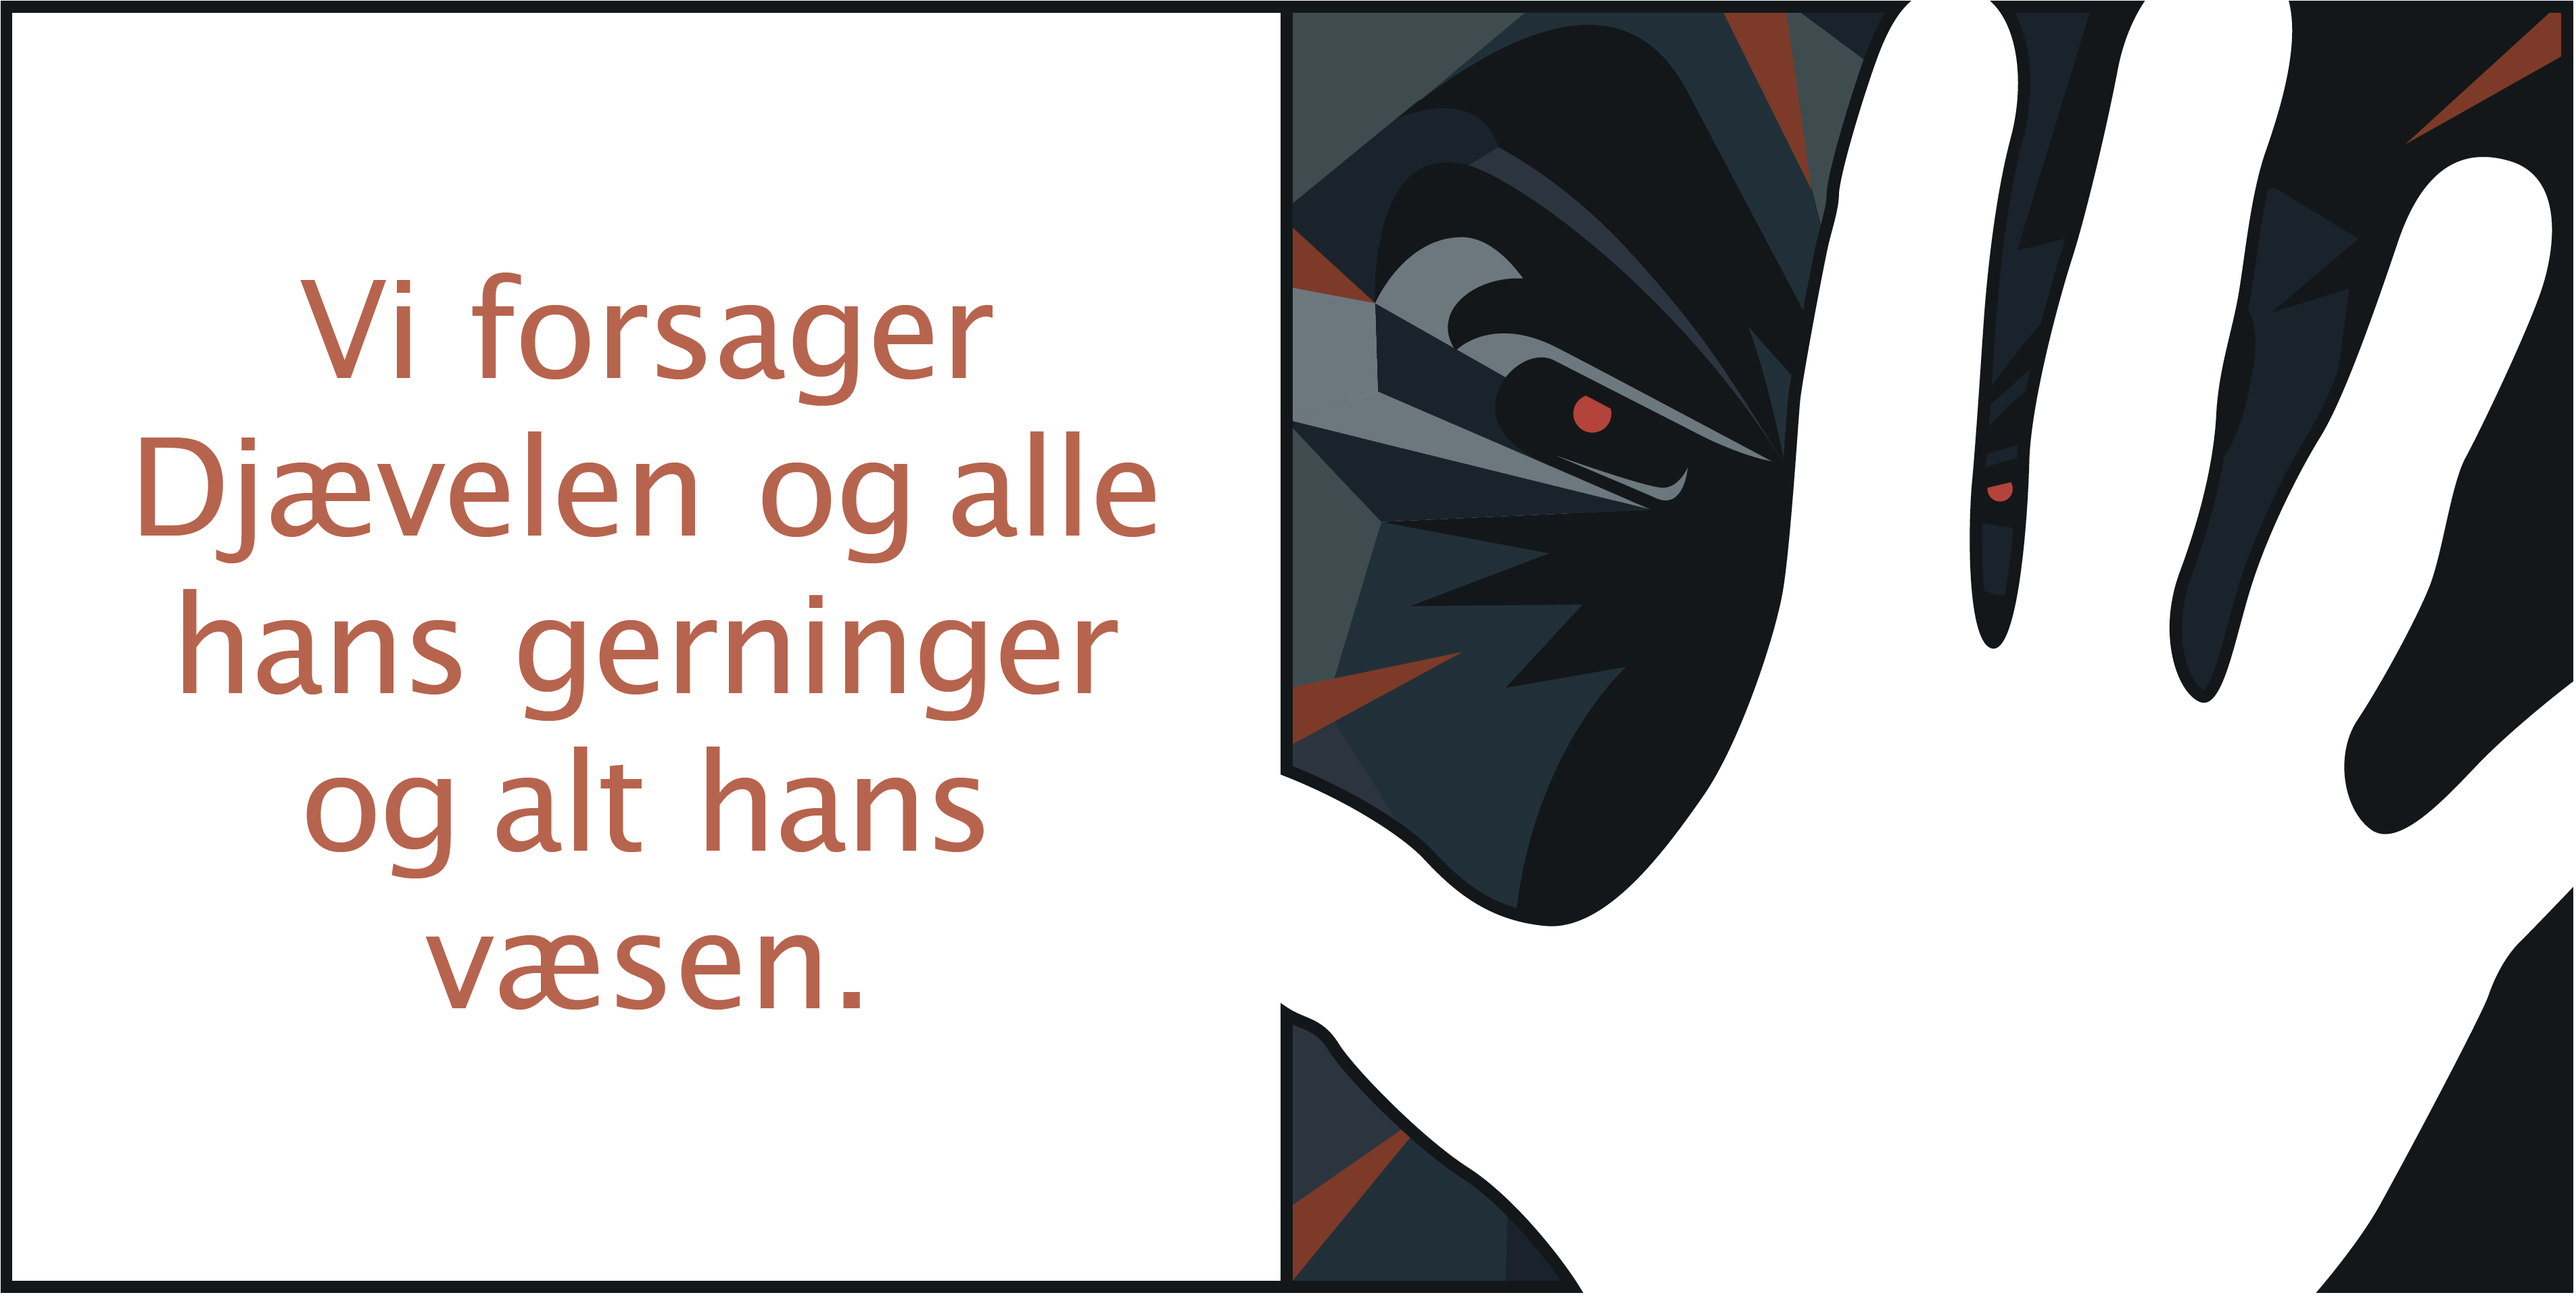 Vi forsager
Djævelen og alle
hans gerninger
og alt hans
væsen.